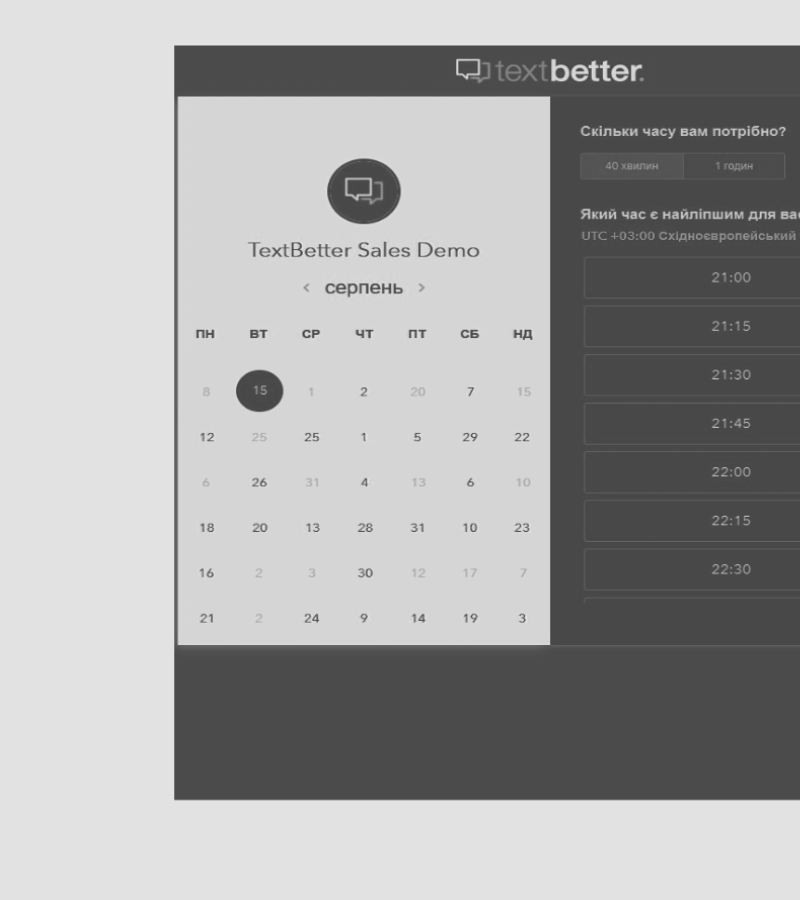 textbetter.
TextBetter Sales Demo
‹ серпень ›
ПН ВТ СР ЧТ ПТ СБ НД
8 15 1 2 20 7 15
12 25 25 1 5 29 22
6 26 31 4 13 6 10
18 20 13 28 31 10 23
16 2 3 30 12 17 7
21 2 24 9 14 19 3
Скільки часу вам потрібно?
40 хвилин 1 годин
Який час є найліпшим для
UTC +03:00 Східноєвропейський
21:00
21:15
21:30
21:45
22:00
22:15
22:30